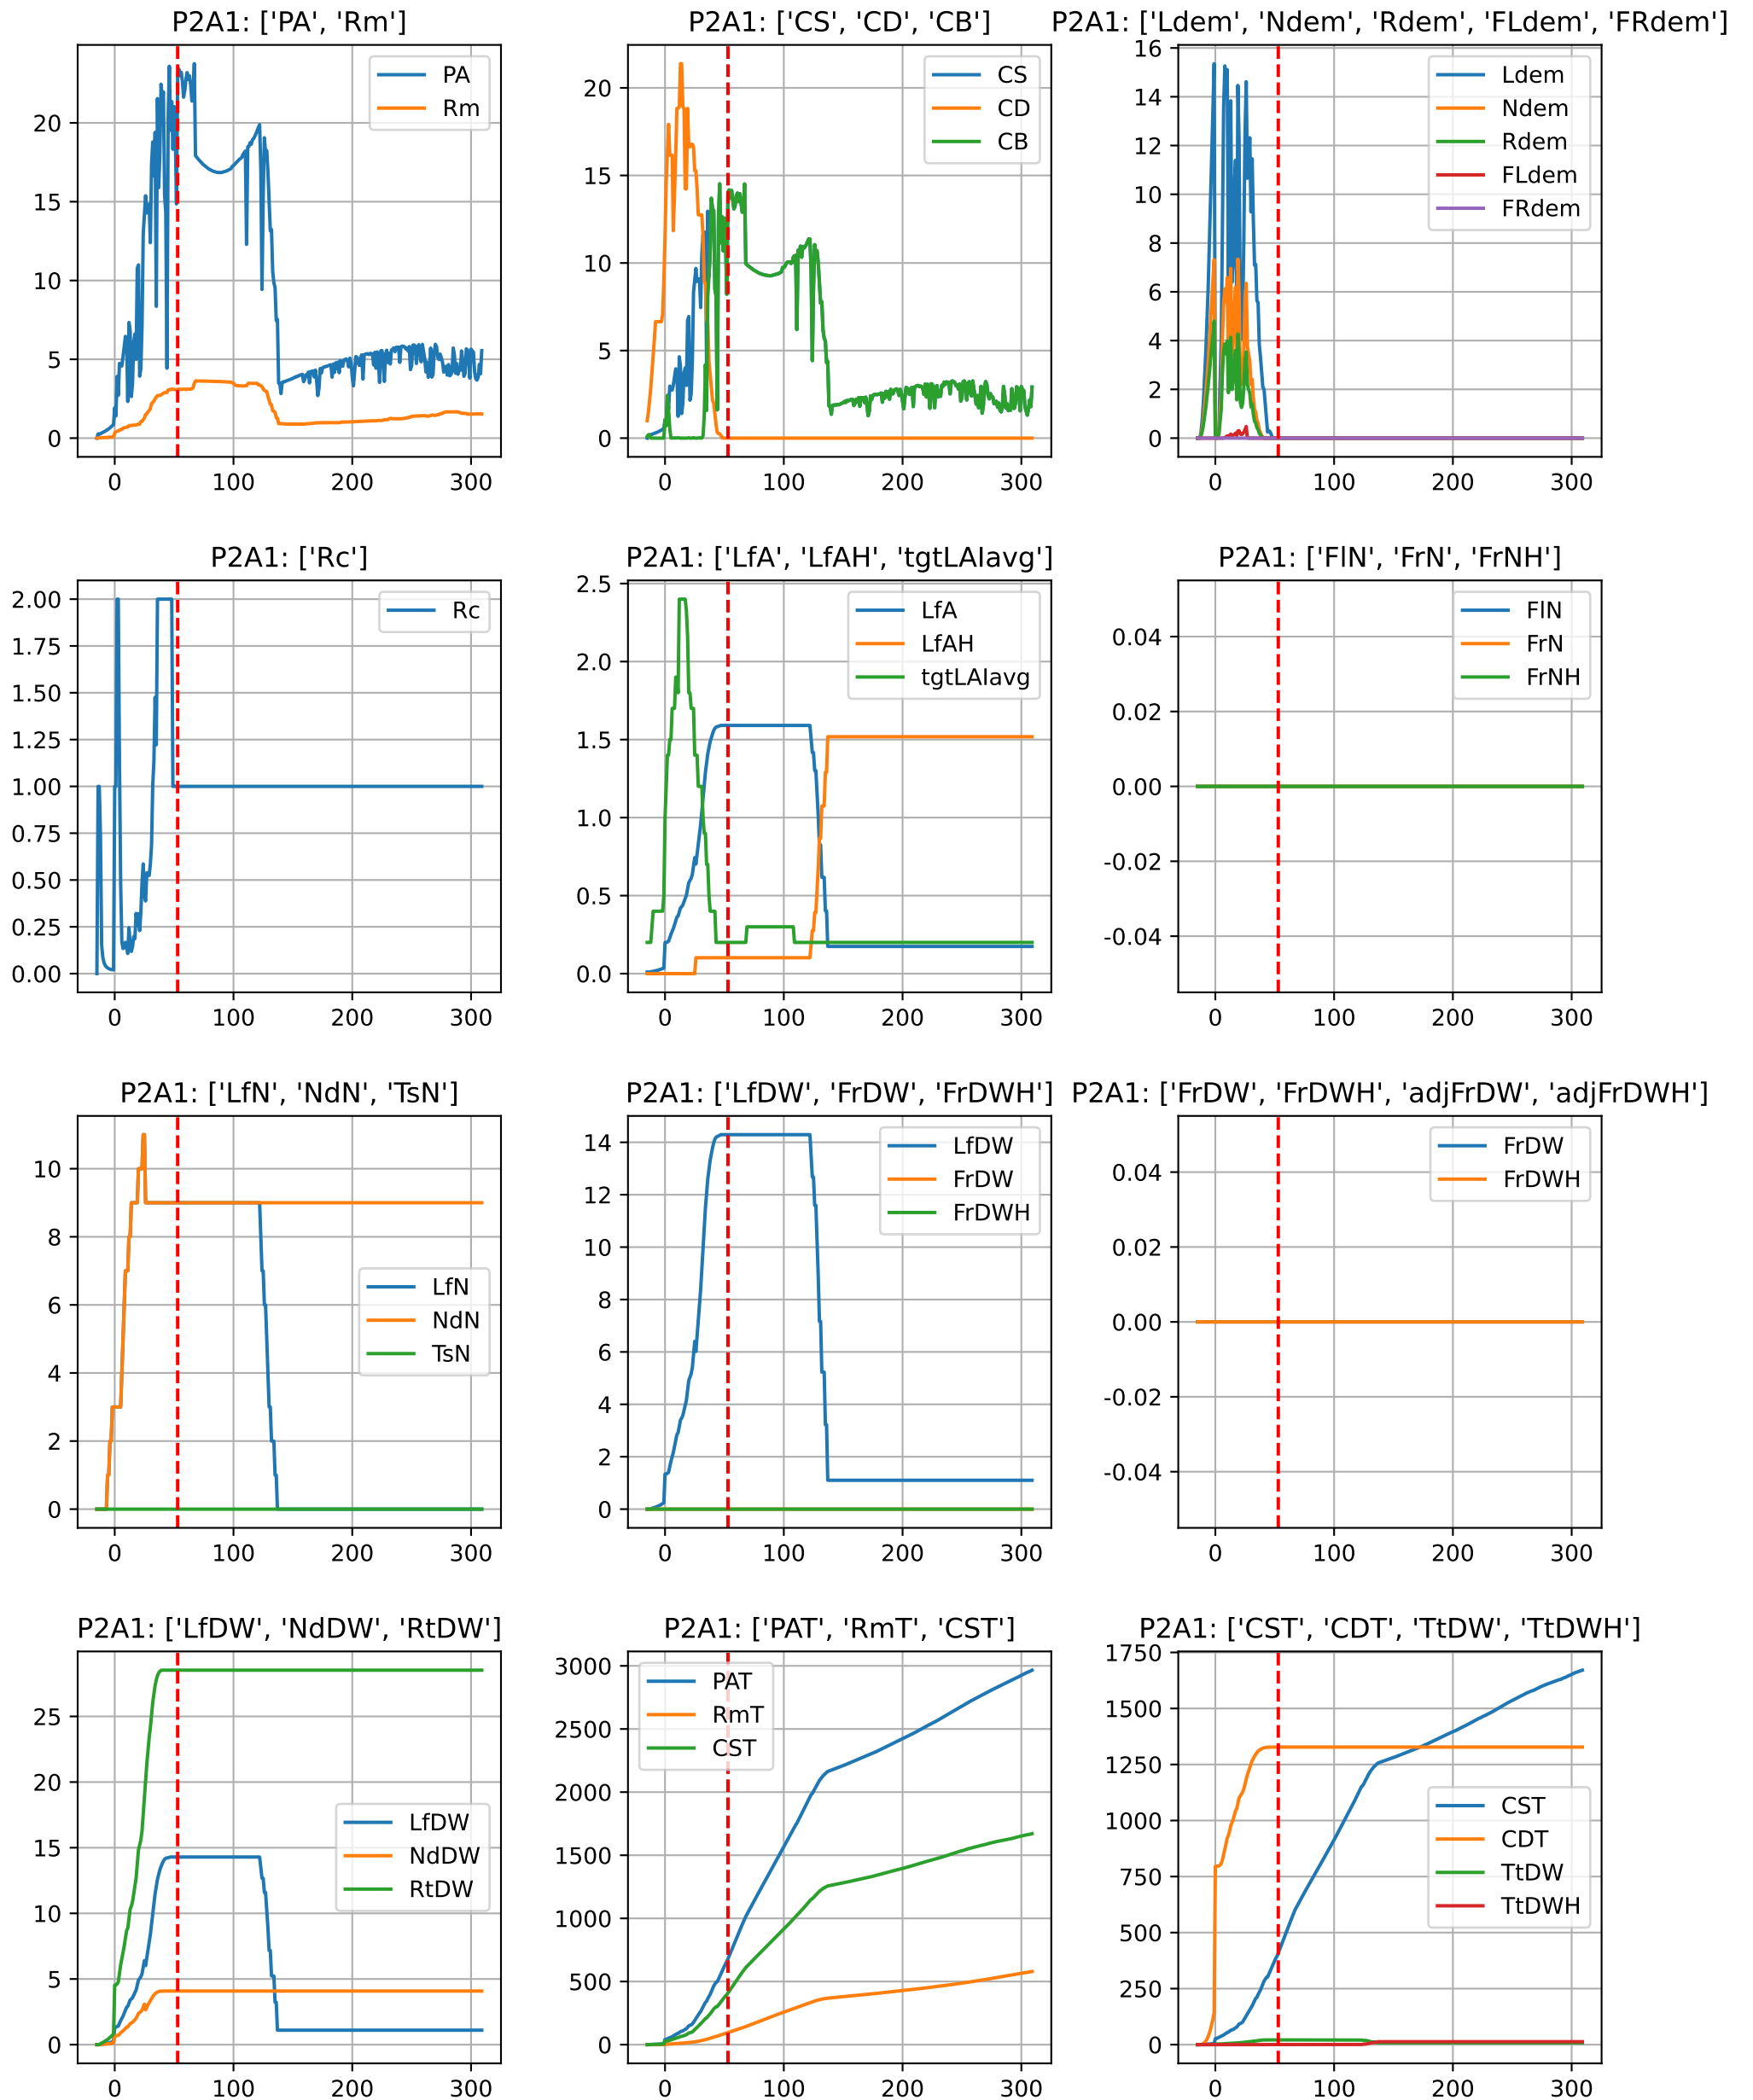 P2A1: ['PA', 'Rm']
20
15
10
5
0
0 100 200 300
PA
Rm
P2A1: ['CS', 'CD', 'CB']
20
15
10
5
0
0 100 200 300
CS
CD
CB
P2A1: ['Ldem', 'Ndem', 'Rdem', 'FLdem', 'FRdem']
16
14
12
10
8
6
4
2
0
0 100 200 300
Ldem
Ndem
Rdem
FLdem
FRdem
P2A1: ['Rc']
2.00
1.75
1.50
1.25
1.00
0.75
0.50
0.25
0.00
0 100 200 300
Rc
P2A1: ['LfA', 'LfAH', 'tgtLAIavg']
2.5
2.0
1.5
1.0
0.5
0.0
0 100 200 300
LfA
LfAH
tgtLAIavg
P2A1: ['FlN', 'FrN', 'FrNH']
0.04
0.02
0.00
-0.02
-0.04
0 100 200 300
FlN
FrN
FrNH
P2A1: ['LfN', 'NdN', 'TsN']
10
8
6
4
2
0
0 100 200 300
LfN
NdN
TsN
P2A1: ['LfDW', 'FrDW', 'FrDWH']
14
12
10
8
6
4
2
0
0 100 200 300
LfDW
FrDW
FrDWH
P2A1: ['FrDW', 'FrDWH', 'adjFrDW', 'adjFrDWH']
0.04
0.02
0.00
-0.02
-0.04
0 100 200 300
FrDW
FrDWH
P2A1: ['LfDW', 'NdDW', 'RtDW']
25
20
15
10
5
0
0 100 200 300
LfDW
NdDW
RtDW
P2A1: ['PAT', 'RmT', 'CST']
3000
2500
2000
1500
1000
500
0
0 100 200 300
PAT
RmT
CST
P2A1: ['CST', 'CDT', 'TtDW', 'TtDWH']
1750
1500
1250
1000
750
500
250
0
0 100 200 300
CST
CDT
TtDW
TtDWH